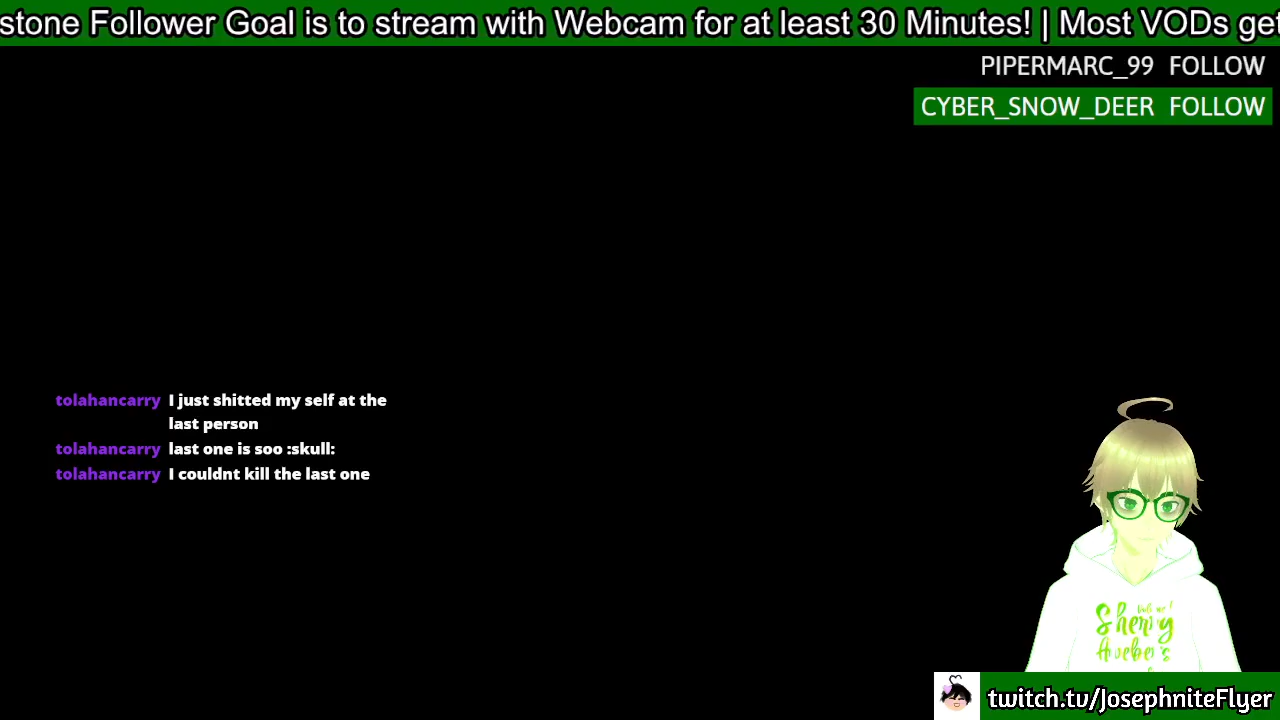 stone Follower Goal is to stream with Webcam for at least 30 Minutes! | Most VODs get
PIPERMARC_99 FOLLOW
CYBER_SNOW_DEER FOLLOW
tolahancarry I just shitted my self at the
last person
tolahancarry last one is soo :skull:
tolahancarry I couldnt kill the last one
Sherry
twitch.tv/JosephniteFlyer